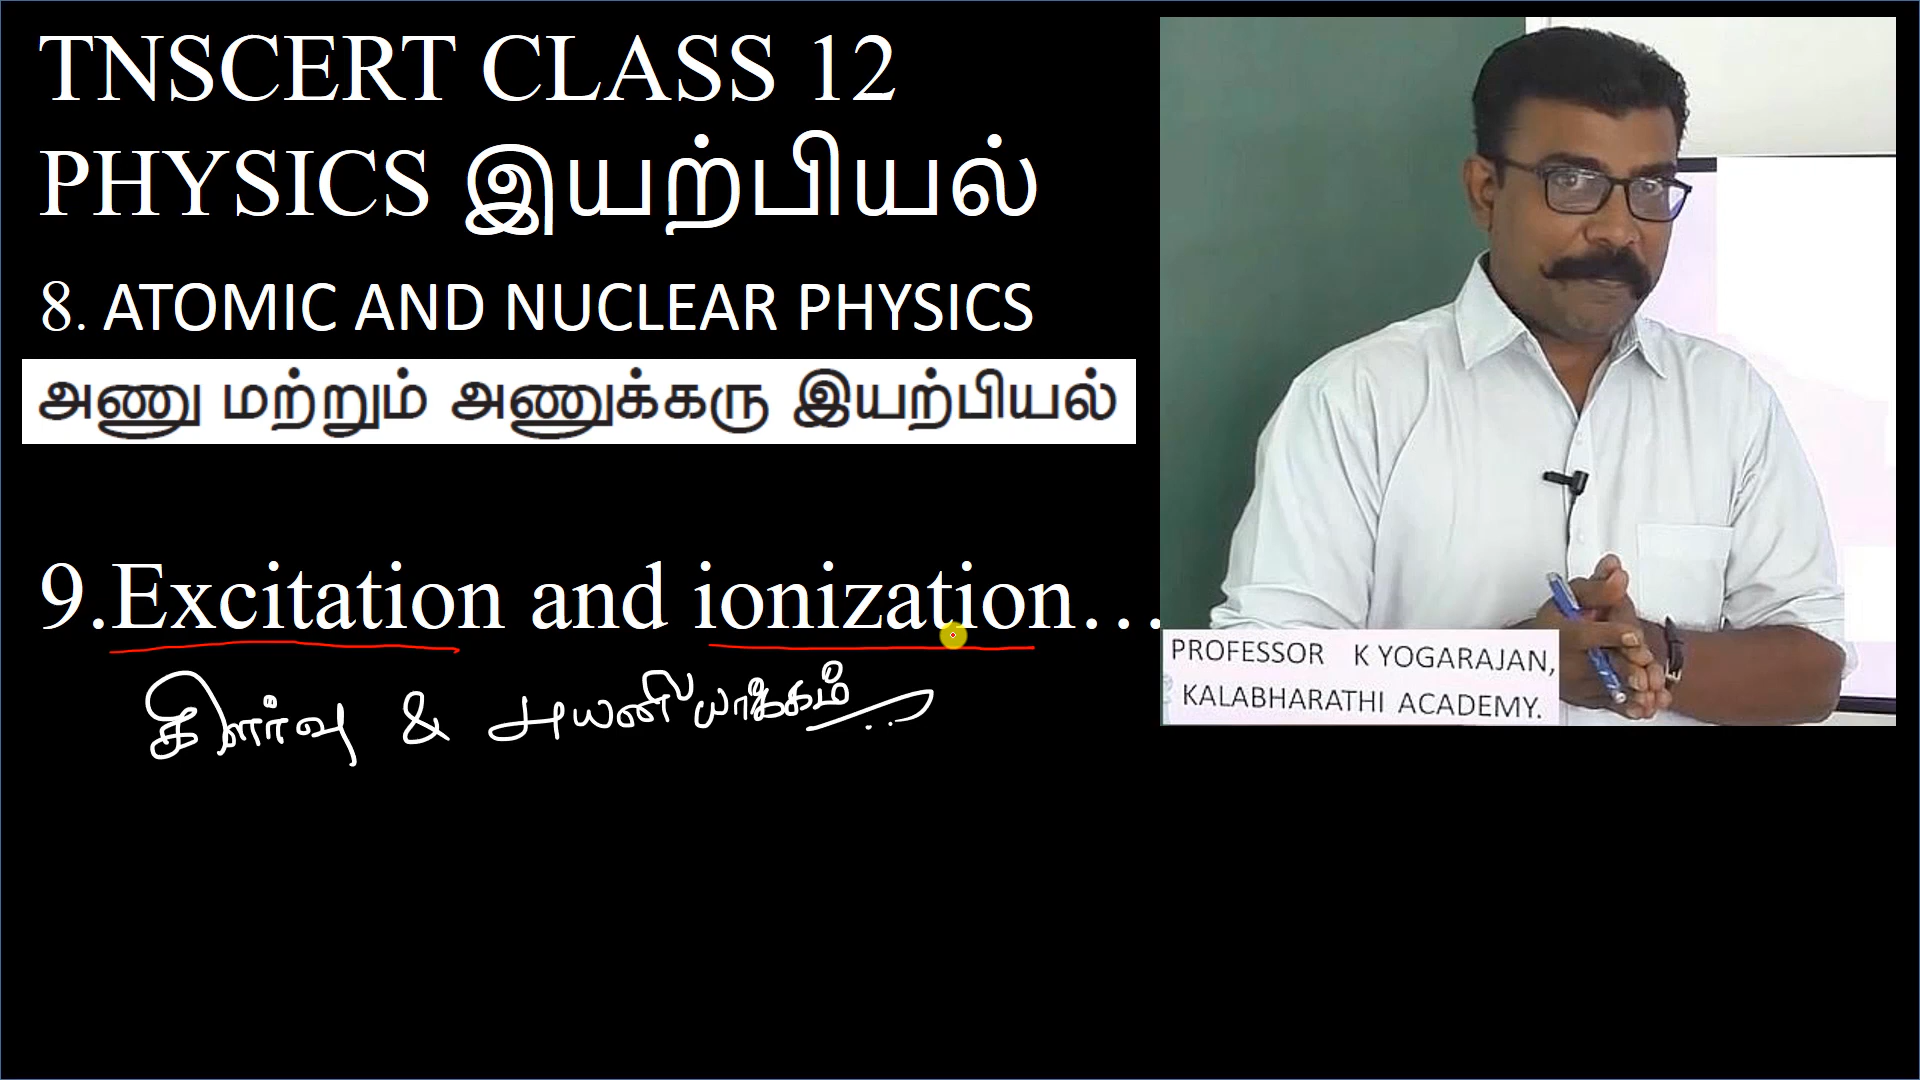 TNSCERT CLASS 12
PHYSICS இயற்பியல்
8. ATOMIC AND NUCLEAR PHYSICS
அணு மற்றும் அணுக்கரு இயற்பியல்
9.Excitation and ionization…
கிளர்வு & அயனியாக்கம்
PROFESSOR K YOGARAJAN,
KALABHARATHI ACADEMY.